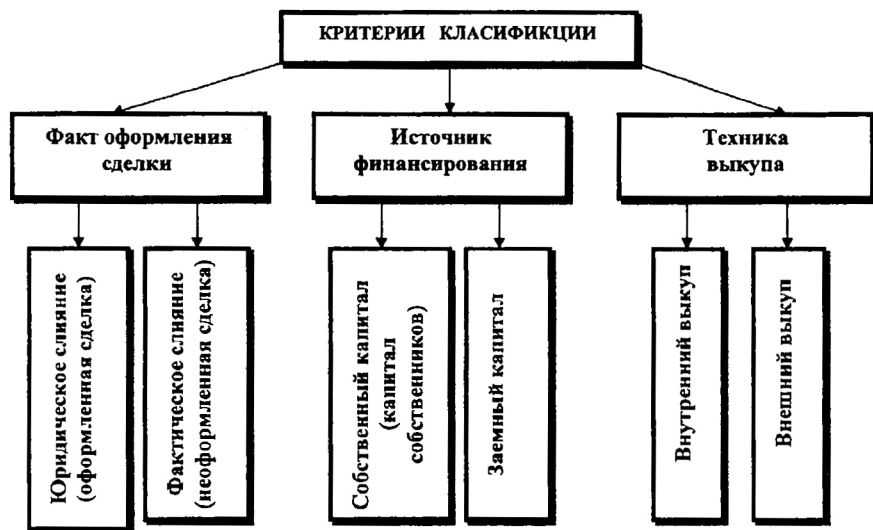 КРИТЕРИИ КЛАСИФИКЦИИ
Факт оформления
сделки
Источник
финансирования
Техника
выкупа
Юридическое слияние
(оформленная сделка)
Фактическое слияние
(неоформленная сделка)
Собственный капитал
(капитал
собственников)
Заемный капитал
Внутренний выкуп
Внешний выкуп